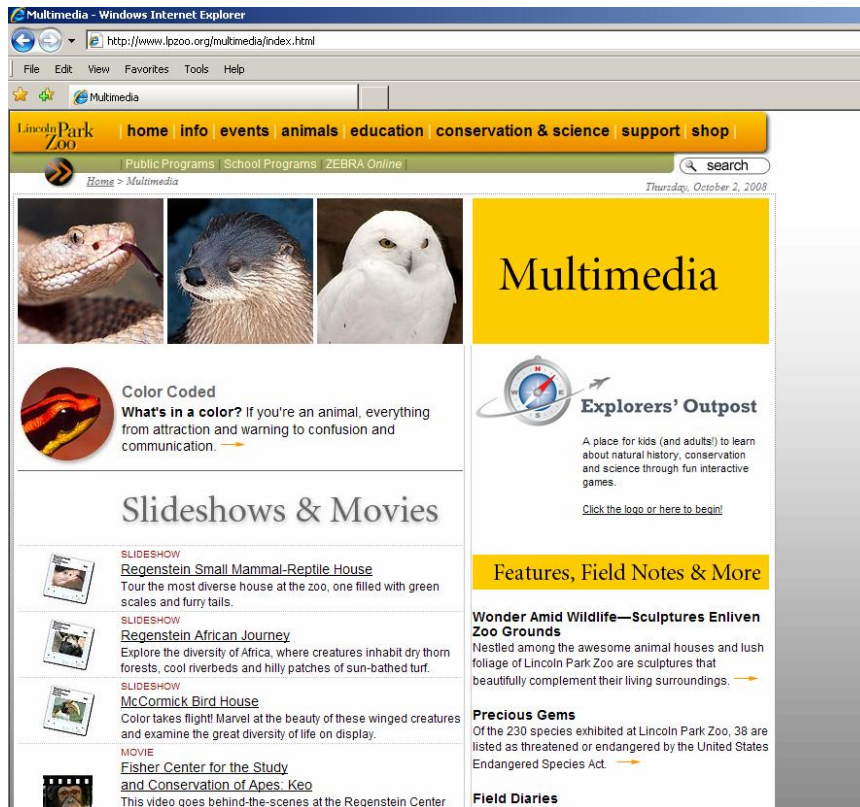 Multimedia - Windows Internet Explorer
http://www.lpzoo.org/multimedia/index.html
File Edit View Favorites Tools Help
Multimedia
Lincoln Park
Zoo
home | info | events | animals | education | conservation & science | support | shop |
| Public Programs | School Programs | ZEBRA Online |
search
Home > Multimedia
Thursday, October 2, 2008
Multimedia
Color Coded
What's in a color? If you're an animal, everything
from attraction and warning to confusion and
communication.
Slideshows & Movies
SLIDESHOW
Regenstein Small Mammal-Reptile House
Tour the most diverse house at the zoo, one filled with green
scales and furry tails.
SLIDESHOW
Regenstein African Journey
Explore the diversity of Africa, where creatures inhabit dry thorn
forests, cool riverbeds and hilly patches of sun-bathed turf.
SLIDESHOW
McCormick Bird House
Color takes flight! Marvel at the beauty of these winged creatures
and examine the great diversity of life on display.
MOVIE
Fisher Center for the Study
and Conservation of Apes: Keo
This video goes behind-the-scenes at the Regenstein Center
N
W
E
S
Explorers' Outpost
A place for kids (and adults!) to learn
about natural history, conservation
and science through fun interactive
games.
Click the logo or here to begin!
Features, Field Notes & More
Wonder Amid Wildlife—Sculptures Enliven
Zoo Grounds
Nestled among the awesome animal houses and lush
foliage of Lincoln Park Zoo are sculptures that
beautifully complement their living surroundings.
Precious Gems
Of the 230 species exhibited at Lincoln Park Zoo, 38 are
listed as threatened or endangered by the United States
Endangered Species Act.
Field Diaries